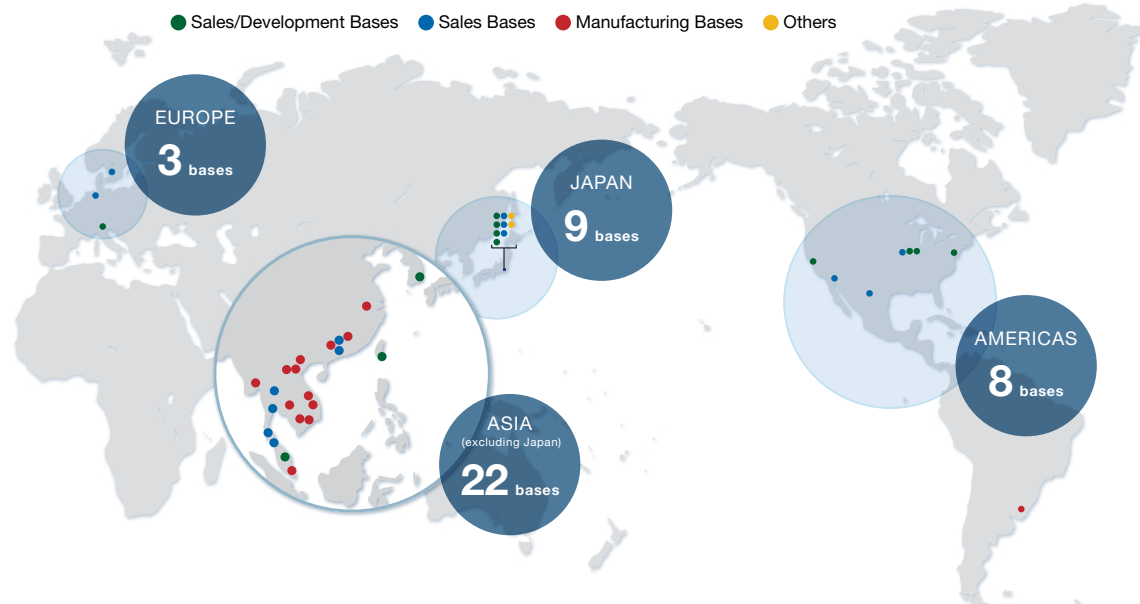 Sales/Development Bases Sales Bases Manufacturing Bases Others
EUROPE
3 bases
JAPAN
9 bases
AMERICAS
8 bases
ASIA
(excluding Japan)
22 bases